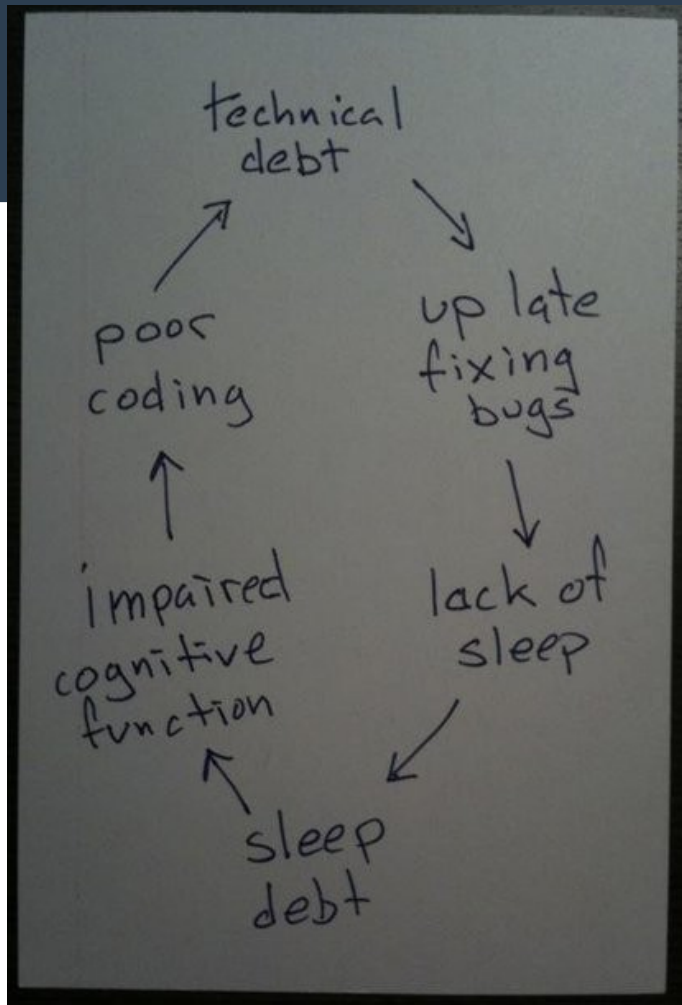 technical
debt
up late
fixing
bugs
lack of
sleep
sleep
debt
impaired
cognitive
function
poor
coding